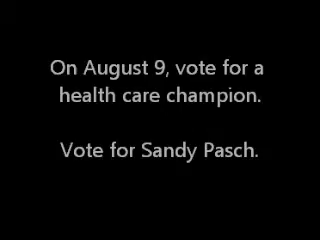 On August 9, vote for a
health care champion.
Vote for Sandy Pasch.